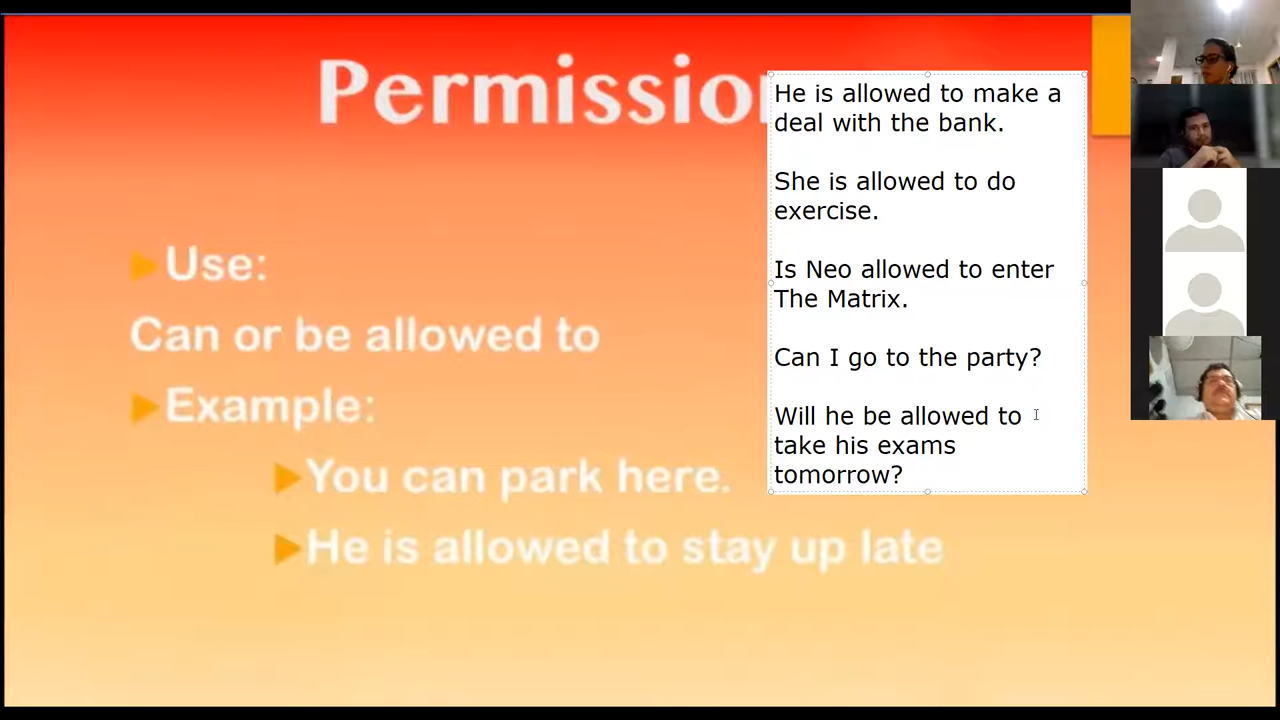 Permission
Use:
Can or be allowed to
Example:
You can park here.
He is allowed to stay up late
He is allowed to make a
deal with the bank.
She is allowed to do
exercise.
Is Neo allowed to enter
The Matrix.
Can I go to the party?
Will he be allowed to
take his exams
tomorrow?